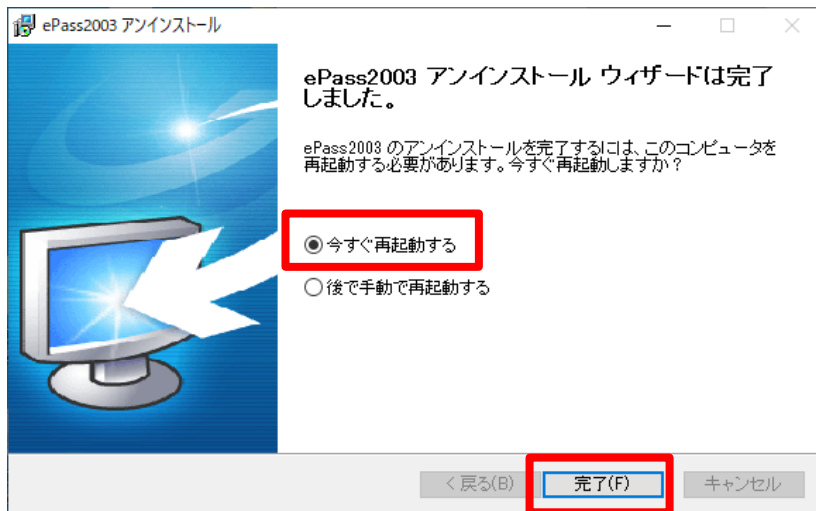 ePass2003 アンインストール
ePass2003 アンインストール ウィザードは完了
しました。
ePass2003 のアンインストールを完了するには、このコンピュータを
再起動する必要があります。今すぐ再起動しますか？
今すぐ再起動する
後で手動で再起動する
< 戻る(B)
完了(F)
キャンセル